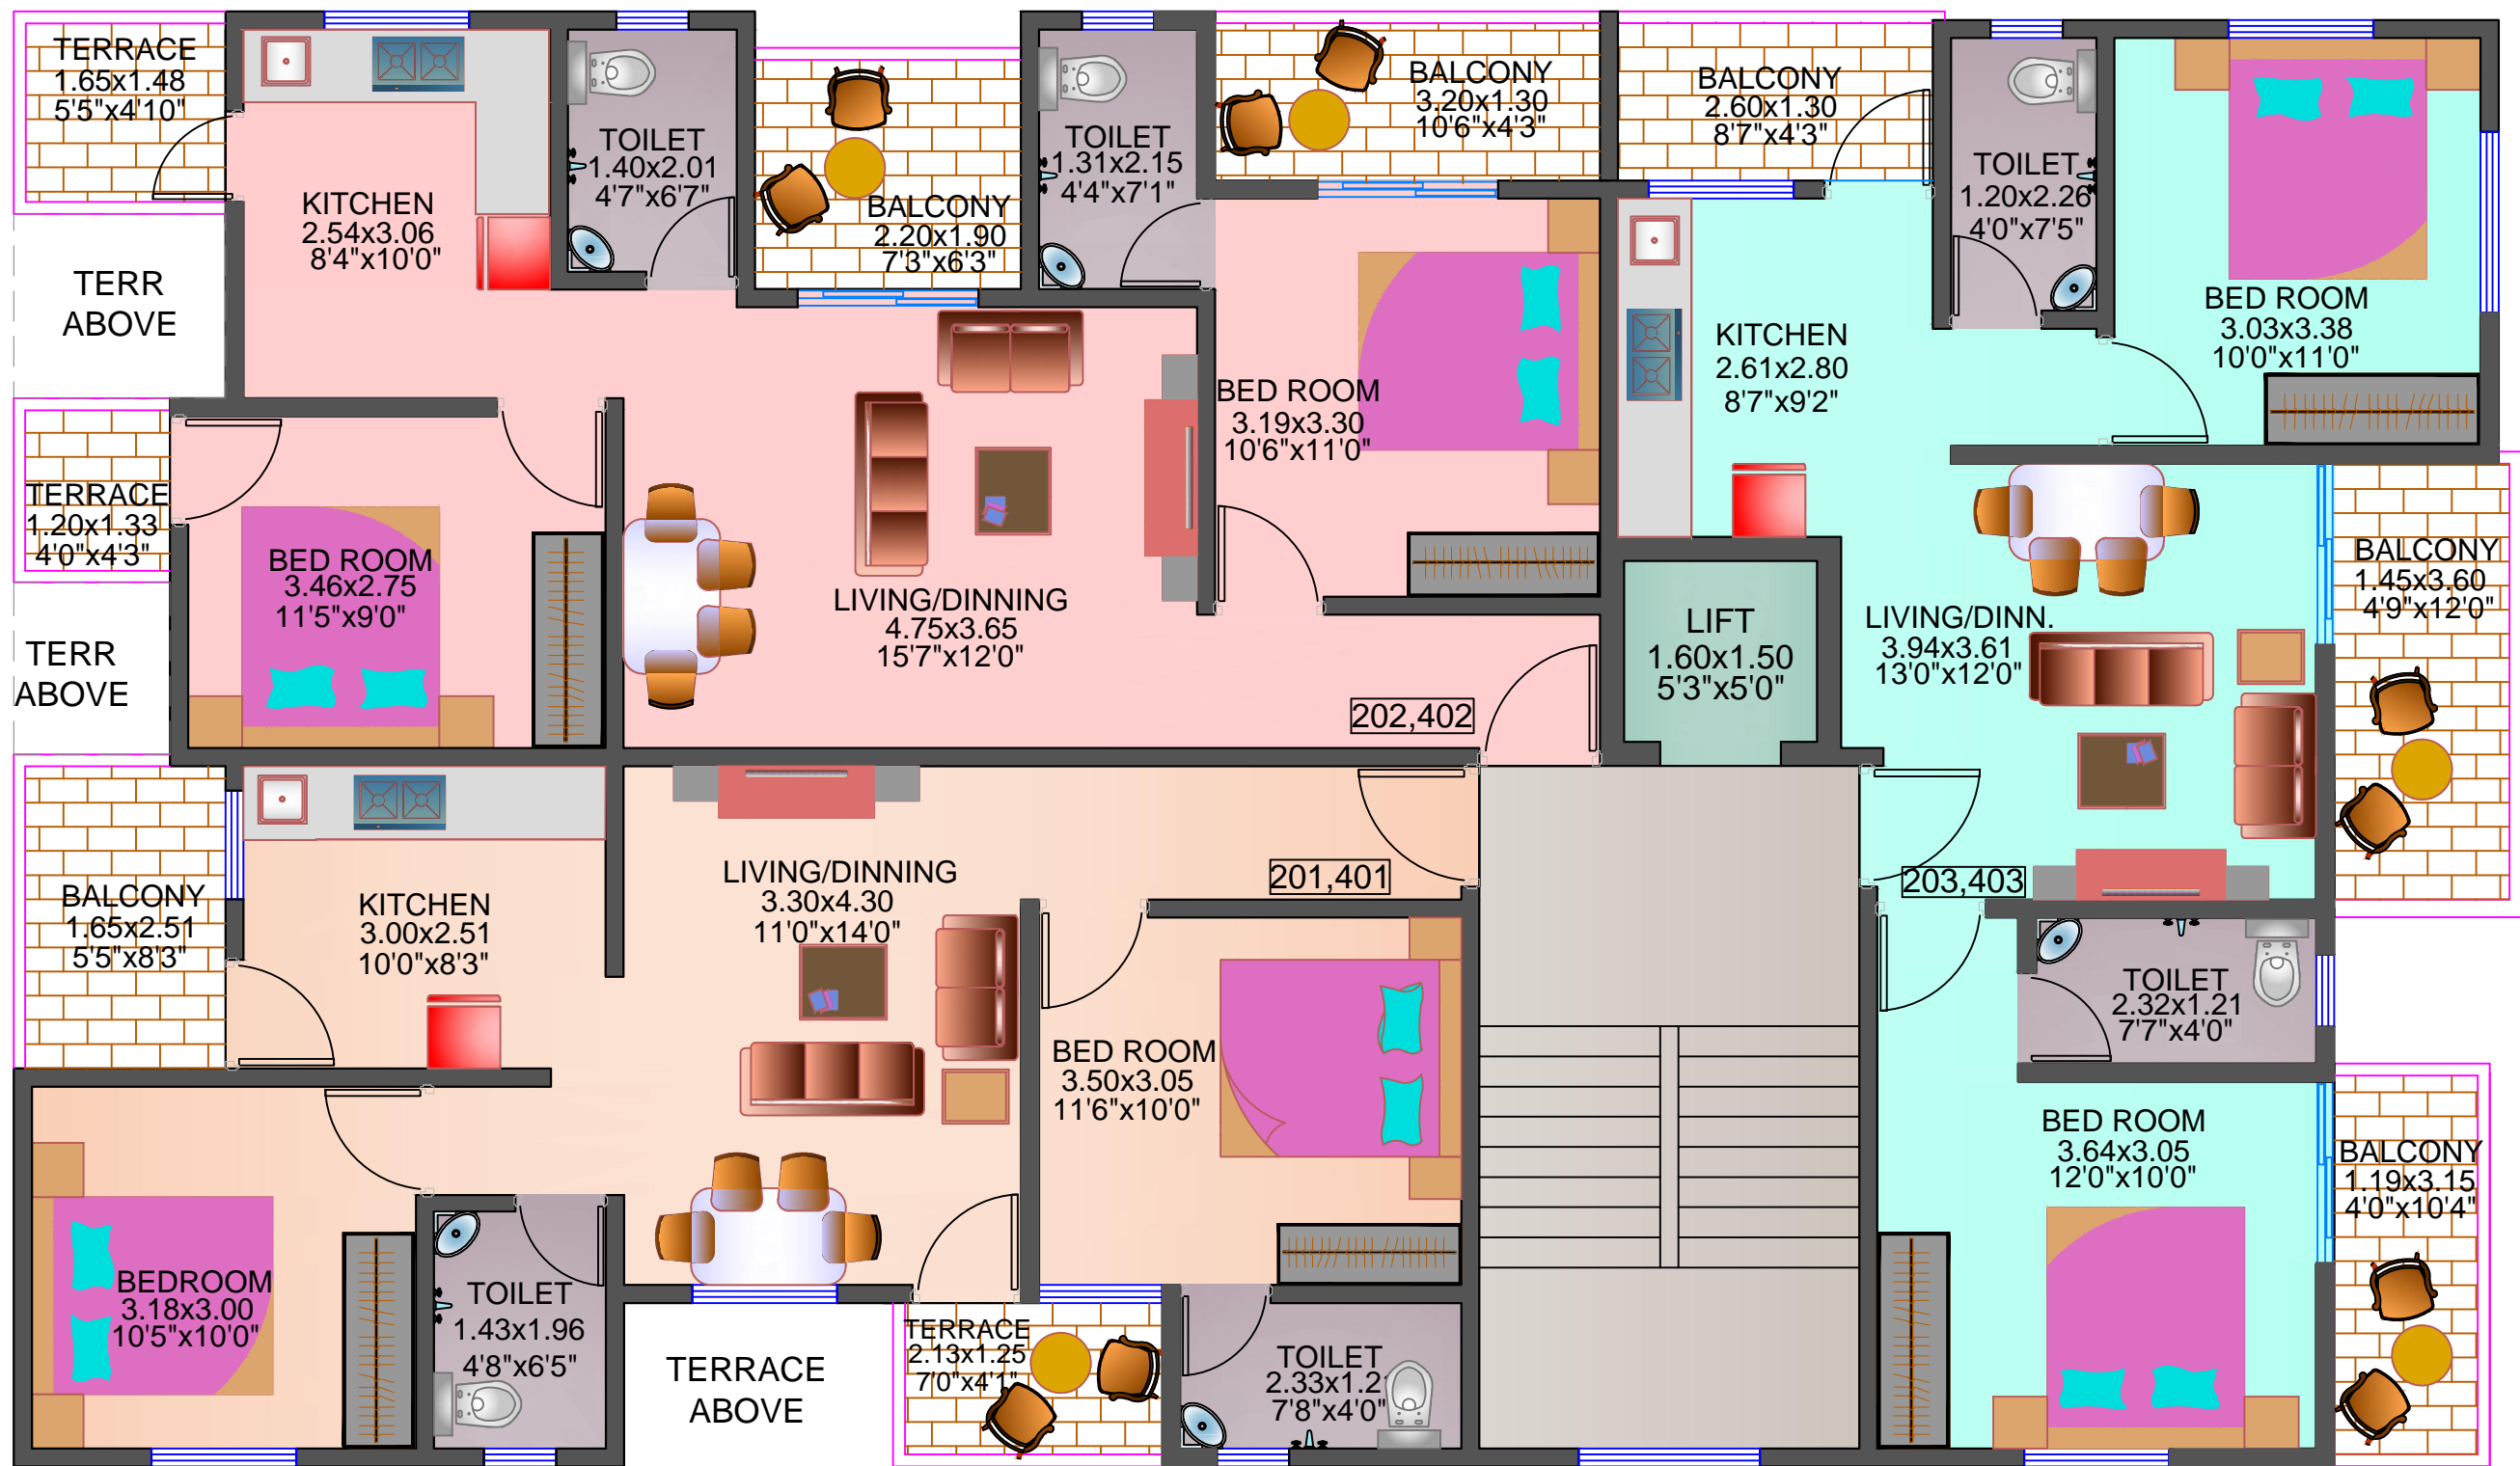 TERRACE
1.65x1.48
5'5"x4'10"
KITCHEN
2.54x3.06
8'4"x10'0"
TOILET
1.40x2.01
4'7"x6'7"
BALCONY
2.20x1.90
7'3"x6'3"
TOILET
1.31x2.15
4'4"x7'1"
BALCONY
3.20x1.30
10'6"x4'3"
BALCONY
2.60x1.30
8'7"x4'3"
TOILET
1.20x2.26
4'0"x7'5"
BED ROOM
3.03x3.38
10'0"x11'0"
TERR
ABOVE
KITCHEN
2.61x2.80
8'7"x9'2"
BED ROOM
3.19x3.30
10'6"x11'0
TERRACE
1.20x1.33
4'0"x4'3"
BED ROOM
3.46x2.75
11'5"x9'0"
LIVING/DINNING
4.75x3.65
15'7"x12'0"
LIFT
1.60x1.50
5'3"x5'0"
LIVING/DINN.
3.94x3.61
13'0"x12'0"
BALCONY
1.45x3.60
4'9"x12'0"
TERR
ABOVE
202,402
201,401
203,403
BALCONY
1.65x2.51
5'5"x8'3"
KITCHEN
3.00x2.51
10'0"x8'3"
LIVING/DINNING
3.30x4.30
11'0"x14'0"
BED ROOM
3.50x3.05
11'6"x10'0"
TOILET
2.32x1.21
7'7"x4'0"
BED ROOM
3.64x3.05
12'0"x10'0"
BALCONY
1.19x3.15
4'0"x10'4"
BEDROOM
3.18x3.00
10'5"x10'0"
TOILET
1.43x1.96
4'8"x6'5"
TERRACE
ABOVE
TERRACE
2.13x1.25
7'0"x4'1"
TOILET
2.33x1.2
7'8"x4'0"